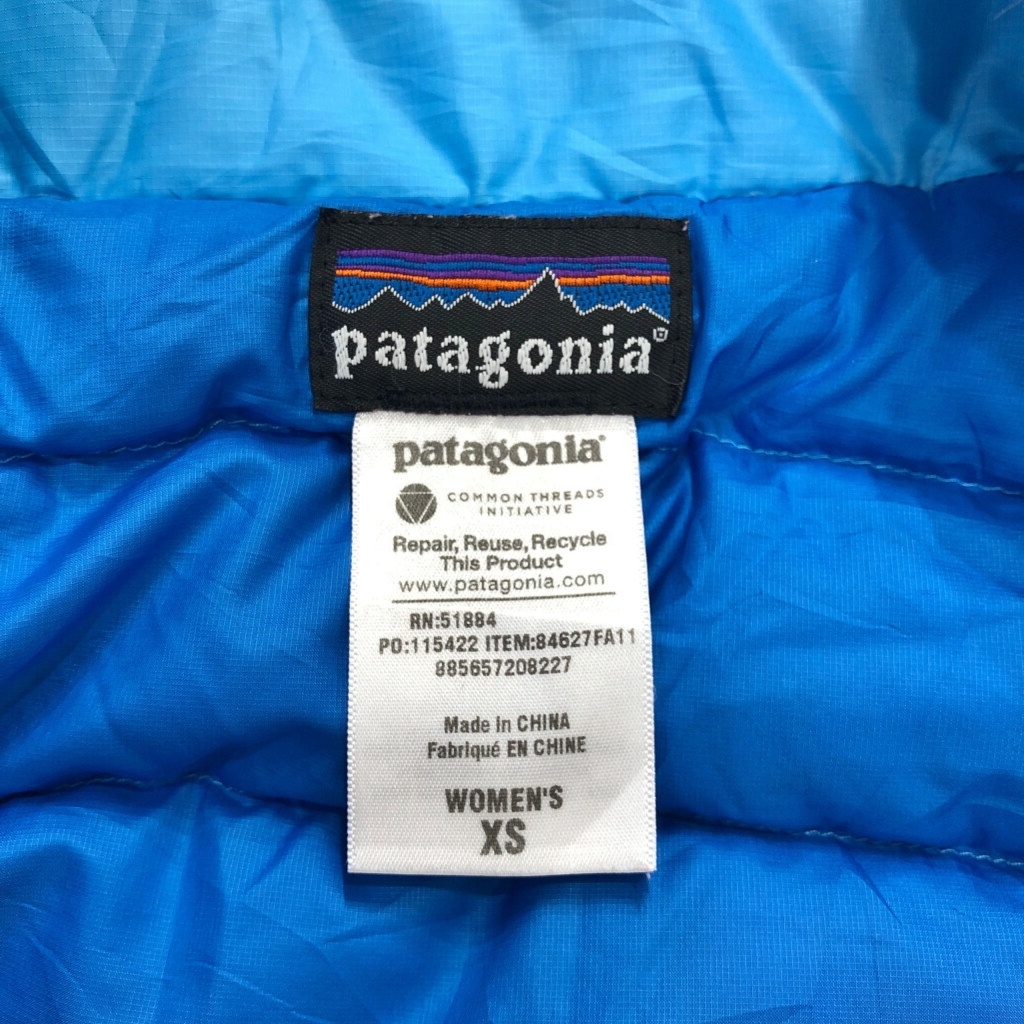 patagonia®
patagonia®
COMMON THREADS
INITIATIVE
Repair, Reuse, Recycle
This Product
www.patagonia.com
RN:51884
PO:115422 ITEM:84627FA11
885657208227
Made in CHINA
Fabriqué EN CHINE
WOMEN'S
XS